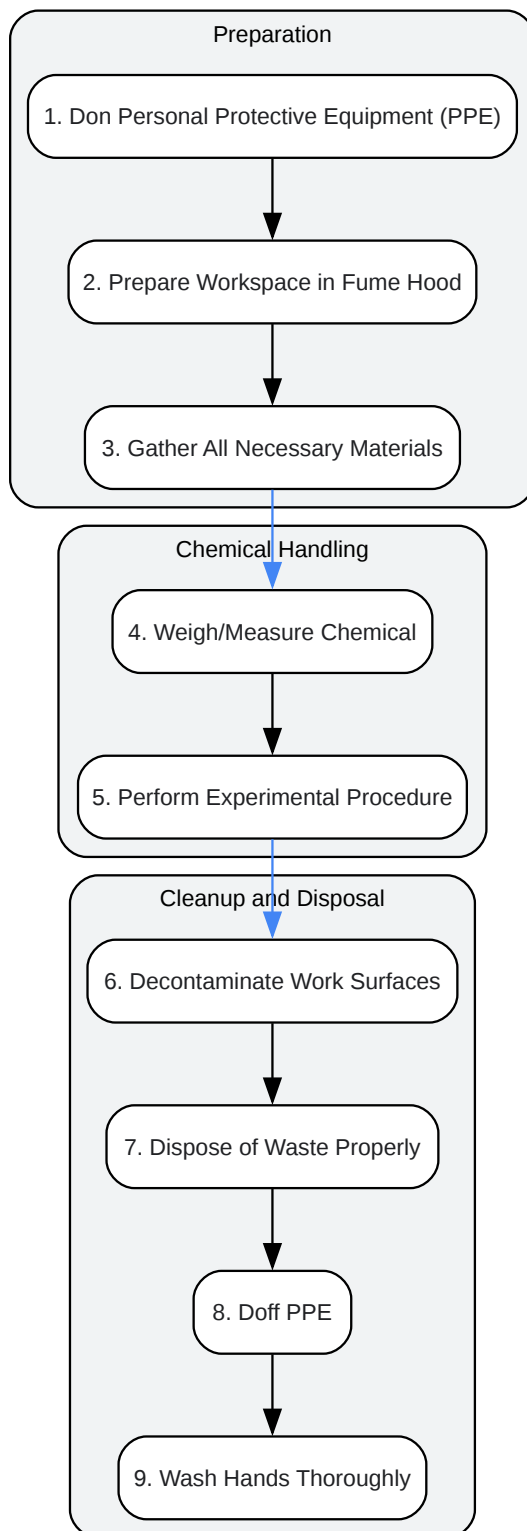 Preparation
1. Don Personal Protective Equipment (PPE)
2. Prepare Workspace in Fume Hood
3. Gather All Necessary Materials
Chemical Handling
4. Weigh/Measure Chemical
5. Perform Experimental Procedure
Cleanup and Disposal
6. Decontaminate Work Surfaces
7. Dispose of Waste Properly
8. Doff PPE
9. Wash Hands Thoroughly